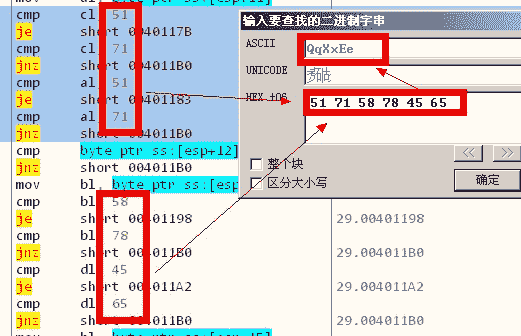 cmp cl, 51
je short 0040117B
cmp cl, 71
jnz short 004011B0
cmp al, 51
je short 00401183
cmp al, 71
jnz short 004011B0
cmp byte ptr ss:[esp+12]
jnz short 004011B0
mov bl, byte ptr ss:[esp
cmp bl, 58
je short 00401198 29.00401198
cmp bl, 78
jnz short 004011B0 29.004011B0
cmp dl, 45
je short 004011A2 29.004011A2
cmp dl, 65
jnz short 004011B0 29.004011B0
输入要查找的二进制字串
ASCII QqXxEe
UNICODE
HEX +06
51 71 58 78 45 65
整个块
区分大小写
<< >>
确定